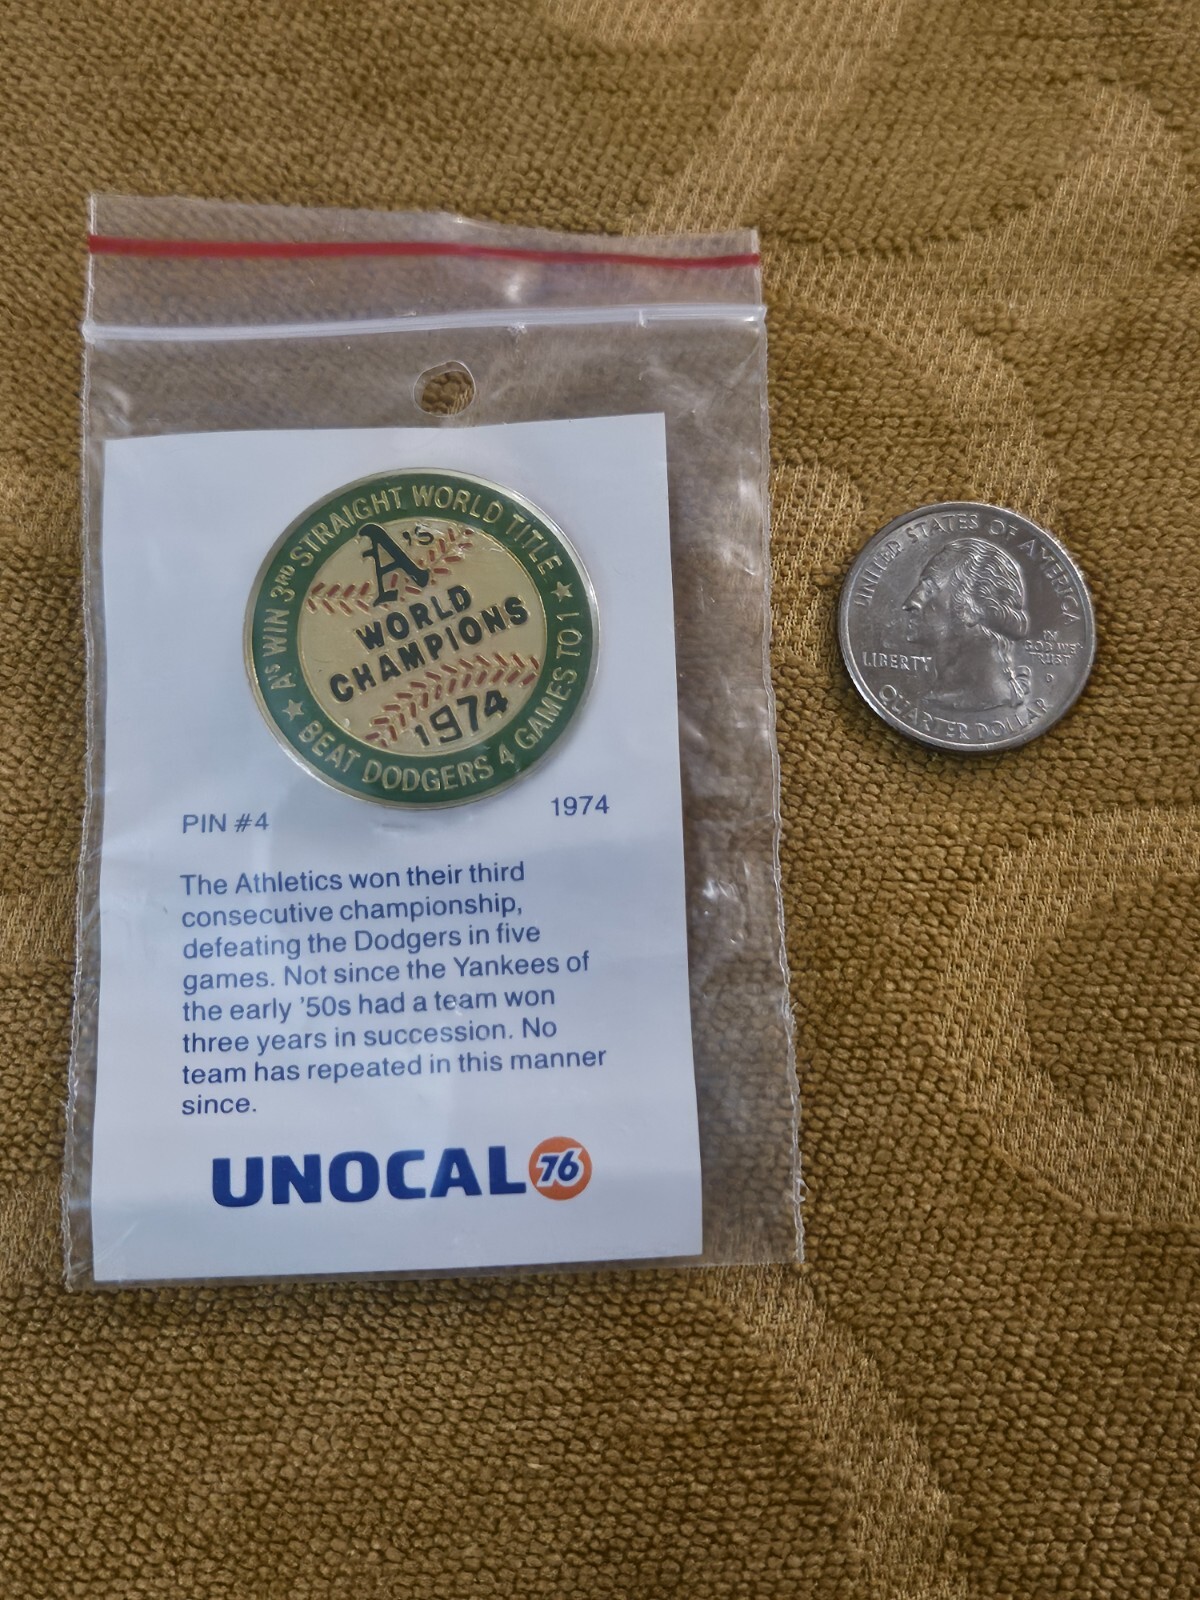 A's WIN 3RD STRAIGHT WORLD TITLE
BEAT DODGERS 4 GAMES TO 1
A's
WORLD
CHAMPIONS
1974
PIN #4 1974
The Athletics won their third
consecutive championship,
defeating the Dodgers in five
games. Not since the Yankees of
the early '50s had a team won
three years in succession. No
team has repeated in this manner
since.
UNOCAL 76
UNITED STATES OF AMERICA
LIBERTY
IN
GOD WE
TRUST
D
QUARTER DOLLAR